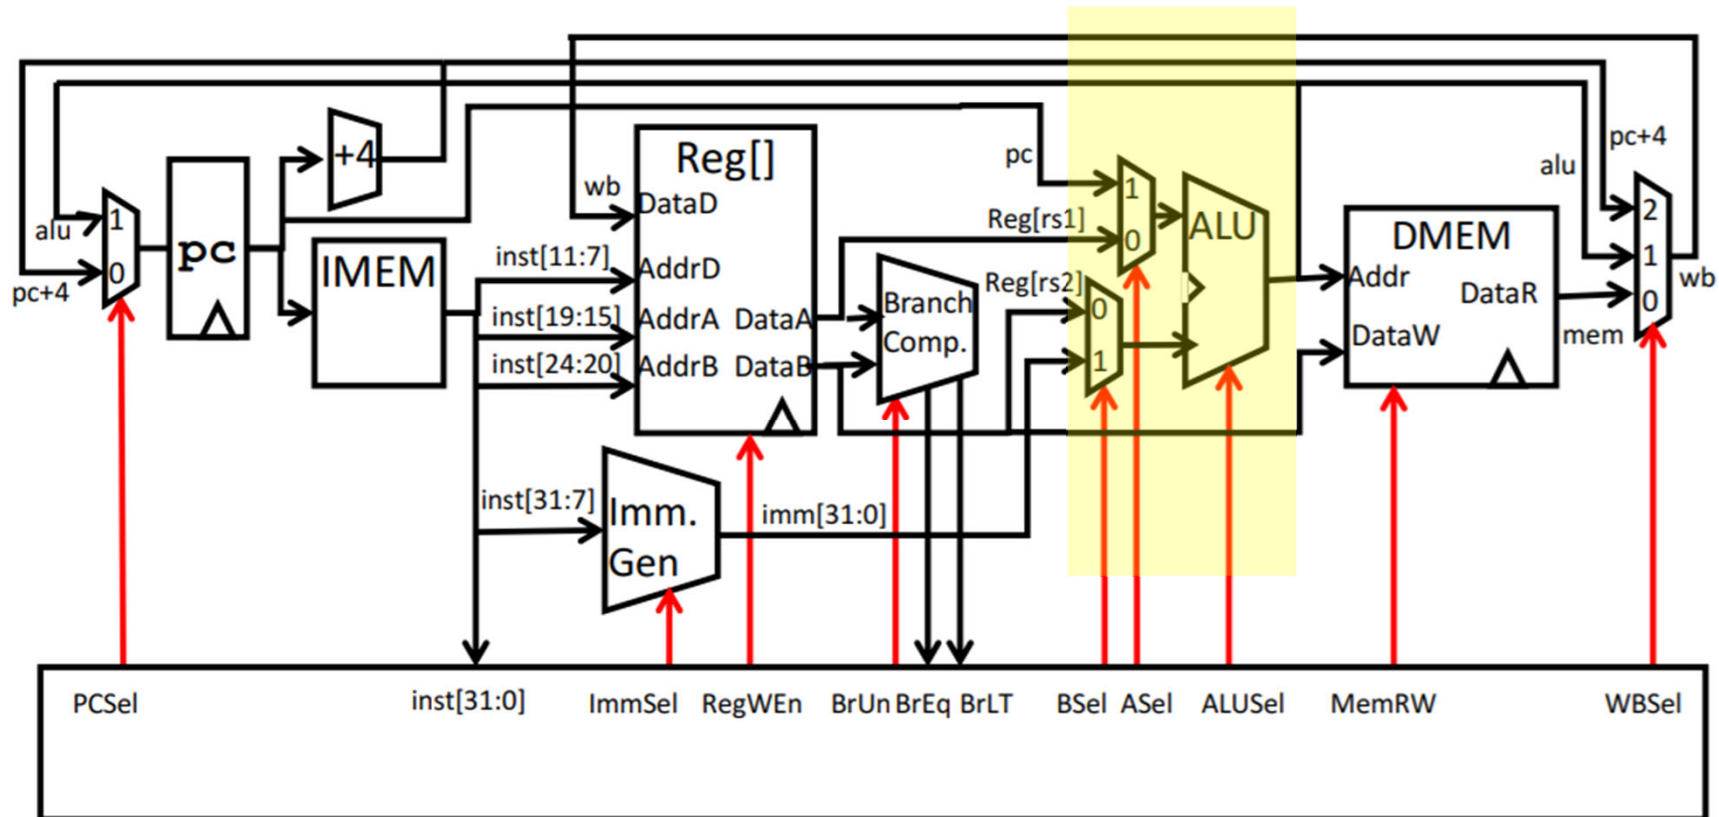 pc+4
pc
alu
+4
Reg[]
wb
DataD
Reg[rs1]
1
0
ALU
2
1
0
wb
alu
1
0
pc+4
pc
IMEM
inst[11:7]
AddrD
inst[19:15]
AddrA
DataA
inst[24:20]
AddrB
DataB
Branch
Comp.
Reg[rs2]
0
1
DMEM
Addr
DataR
DataW
mem
inst[31:7]
Imm.
Gen
imm[31:0]
PCSel
inst[31:0]
ImmSel
RegWEn
BrUn
BrEq
BrLT
BSel
ASel
ALUSel
MemRW
WBSel